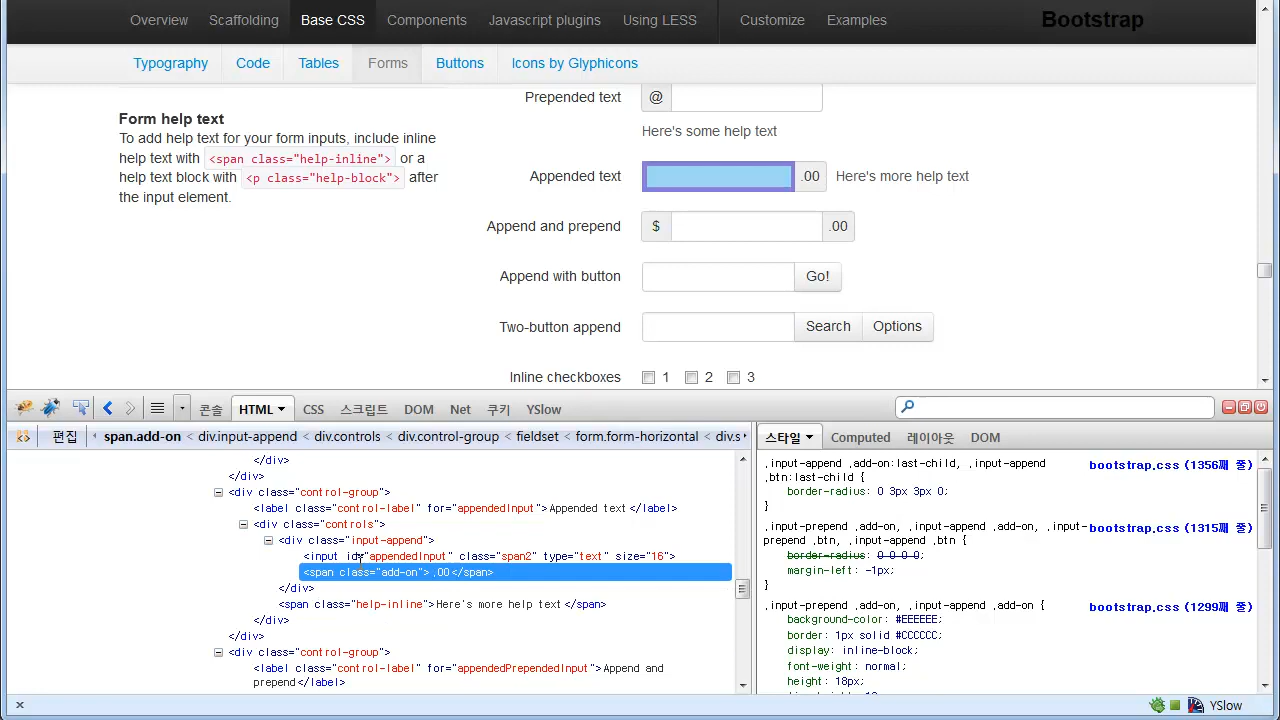 Overview Scaffolding Base CSS Components Javascript plugins Using LESS Customize Examples Bootstrap
Typography Code Tables Forms Buttons Icons by Glyphicons
Form help text
To add help text for your form inputs, include inline
help text with <span class="help-inline"> or a
help text block with <p class="help-block"> after
the input element.
Prepended text @
Here's some help text
Appended text .00 Here's more help text
Append and prepend $ .00
Append with button Go!
Two-button append Search Options
Inline checkboxes 1 2 3
콘솔 HTML CSS 스크립트 DOM Net 쿠키 YSlow
편집 span.add-on < div.input-append < div.controls < div.control-group < fieldset < form.form-horizontal < div.s
</div>
</div>
<div class="control-group">
<label class="control-label" for="appendedInput">Appended text</label>
<div class="controls">
<div class="input-append">
<input id="appendedInput" class="span2" type="text" size="16">
<span class="add-on">.00</span>
</div>
<span class="help-inline">Here's more help text</span>
</div>
</div>
<div class="control-group">
<label class="control-label" for="appendedPrependedInput">Append and
prepend</label>
스타일 Computed 레이아웃 DOM
.input-append .add-on:last-child, .input-append bootstrap.css (1356째 줄)
.btn:last-child {
border-radius: 0 3px 3px 0;
}
.input-prepend .add-on, .input-append .add-on, .input- bootstrap.css (1315째 줄)
prepend .btn, .input-append .btn {
border-radius: 0 0 0 0;
margin-left: -1px;
}
.input-prepend .add-on, .input-append .add-on { bootstrap.css (1299째 줄)
background-color: #EEEEEE;
border: 1px solid #CCCCCC;
display: inline-block;
font-weight: normal;
height: 18px;
YSlow